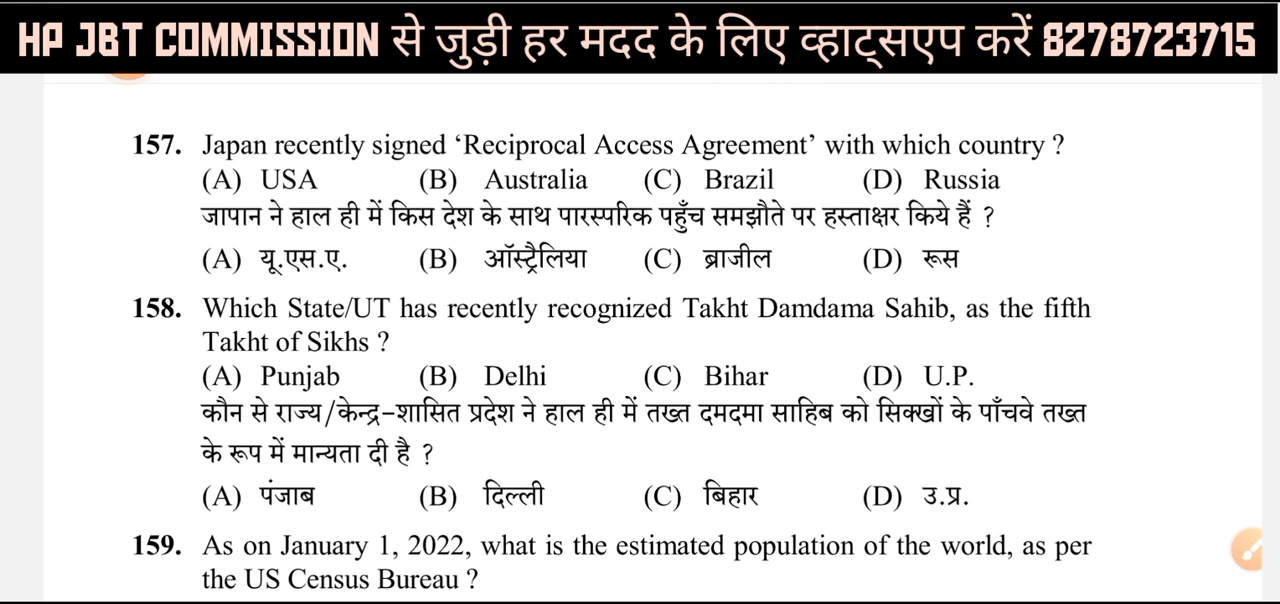 HP JBT COMMISSION से जुड़ी हर मदद के लिए व्हाट्सएप करें 8278723715
157. Japan recently signed ‘Reciprocal Access Agreement’ with which country ?
(A) USA (B) Australia (C) Brazil (D) Russia
जापान ने हाल ही में किस देश के साथ पारस्परिक पहुँच समझौते पर हस्ताक्षर किये हैं ?
(A) यू.एस.ए. (B) ऑस्ट्रैलिया (C) ब्राजील (D) रूस
158. Which State/UT has recently recognized Takht Damdama Sahib, as the fifth
Takht of Sikhs ?
(A) Punjab (B) Delhi (C) Bihar (D) U.P.
कौन से राज्य/केन्द्र-शासित प्रदेश ने हाल ही में तख्त दमदमा साहिब को सिक्खों के पाँचवे तख्त
के रूप में मान्यता दी है ?
(A) पंजाब (B) दिल्ली (C) बिहार (D) उ.प्र.
159. As on January 1, 2022, what is the estimated population of the world, as per
the US Census Bureau ?